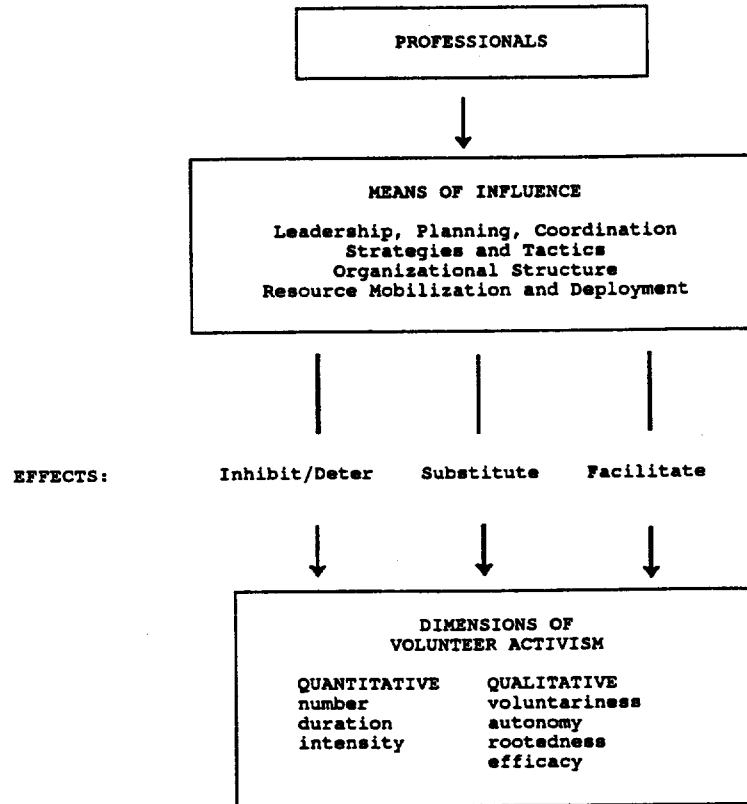 PROFESSIONALS
MEANS OF INFLUENCE
Leadership, Planning, Coordination
Strategies and Tactics
Organizational Structure
Resource Mobilization and Deployment
EFFECTS: Inhibit/Deter Substitute Facilitate
DIMENSIONS OF
VOLUNTEER ACTIVISM
QUANTITATIVE QUALITATIVE
number voluntariness
duration autonomy
intensity rootedness
efficacy